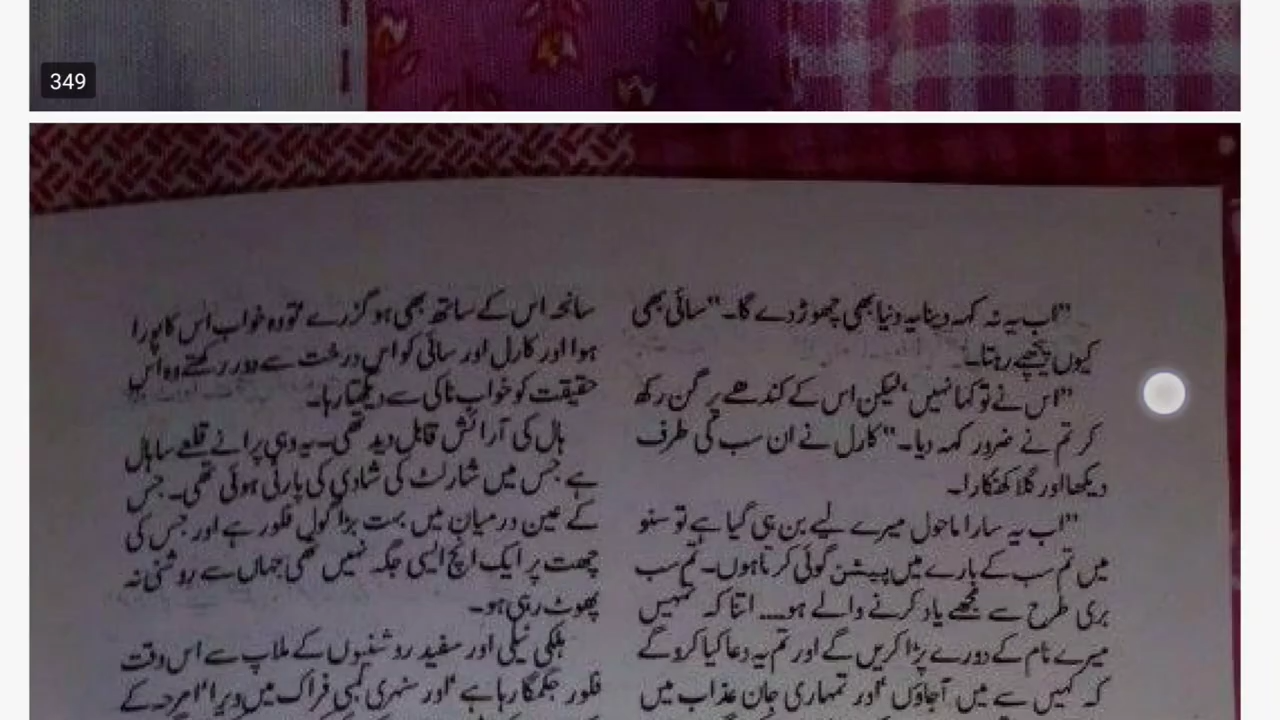 349
”اب یہ نہ کہہ دینا یہ دنیا بھی چھوڑ دے گا۔“ سائی بھی
کیوں پیچھے رہتا۔
”اس نے تو کہا نہیں‘ لیکن اس کے کندھے پر گن رکھ
کر تم نے ضرور کہہ دیا۔“ کارل نے ان سب کی طرف
دیکھا اور گلا کھنکارا۔
”اب یہ سارا ماحول میرے لیے بن ہی گیا ہے تو سنو
میں تم سب کے بارے میں پیشن گوئی کرتا ہوں۔ تم سب
بری طرح سے مجھے یاد کرنے والے ہو.... اتنا کہ تمہیں
میرے نام کے دورے پڑا کریں گے اور تم یہ دعا کیا کرو گے
کہ کہیں سے میں آجاؤں‘ اور تمہاری جان عذاب میں
سانحہ اس کے ساتھ بھی ہو گزرے تو وہ خواب اس کا پورا
ہوا اور کارل اور سائی کو اس درخت سے دور رکھتے وہ اس
حقیقت کو خواب ناکی سے دیکھتا رہا۔
ہال کی آرائش قابل دید تھی۔ یہ وہی پرانے قلعے سا ہال
ہے جس میں شارلٹ کی شادی کی پارٹی ہوئی تھی۔ جس
کے عین درمیان میں بہت بڑا گول فلور ہے اور جس کی
چھت پر ایک انچ ایسی جگہ نہیں تھی جہاں سے روشنی نہ
پھوٹ رہی ہو۔
ہلکی نیلی اور سفید روشنیوں کے ملاپ سے اس وقت
فلور جگمگا رہا ہے‘ اور سنہری لمبی فراک میں ویرا‘ امرحہ کے